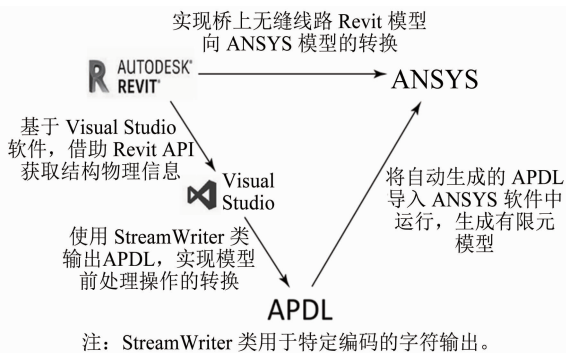 实现桥上无缝线路 Revit 模型
向 ANSYS 模型的转换
AUTODESK®
REVIT®
ANSYS
基于 Visual Studio
软件，借助 Revit API
获取结构物理信息
Visual
Studio
将自动生成的 APDL
导入 ANSYS 软件中
运行，生成有限元
模型
使用 StreamWriter 类
输出APDL，实现模型
前处理操作的转换
APDL
注：StreamWriter 类用于特定编码的字符输出。